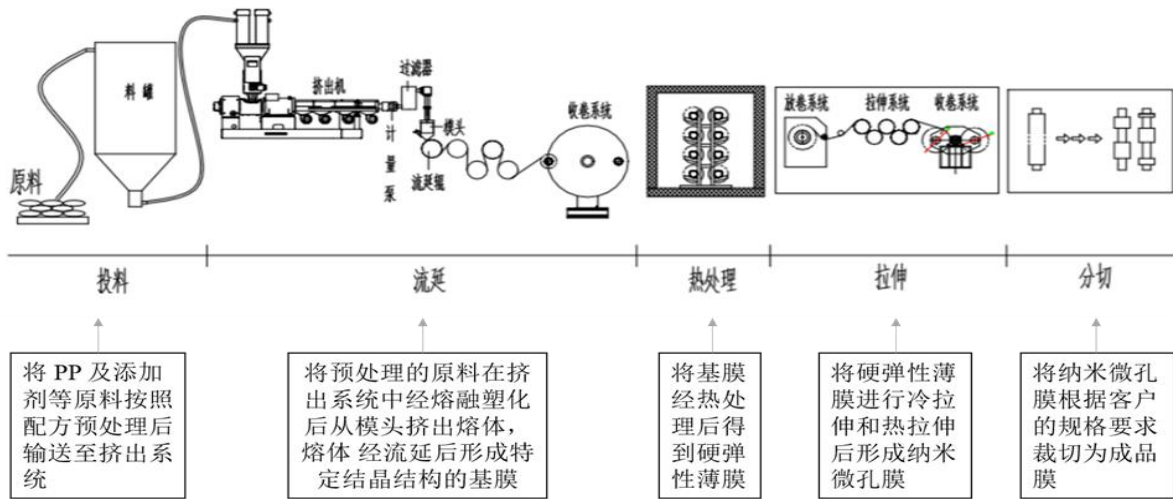 料罐
原料
挤出机
过滤器
模头
计量泵
流延辊
收卷系统
放卷系统
拉伸系统
收卷系统
投料
流延
热处理
拉伸
分切
将 PP 及添加
剂等原料按照
配方预处理后
输送至挤出系
统
将预处理的原料在挤
出系统中经熔融塑化
后从模头挤出熔体，
熔体 经流延后形成特
定结晶结构的基膜
将基膜
经热处
理后得
到硬弹
性薄膜
将硬弹性薄
膜进行冷拉
伸和热拉伸
后形成纳米
微孔膜
将纳米微孔
膜根据客户
的规格要求
裁切为成品
膜